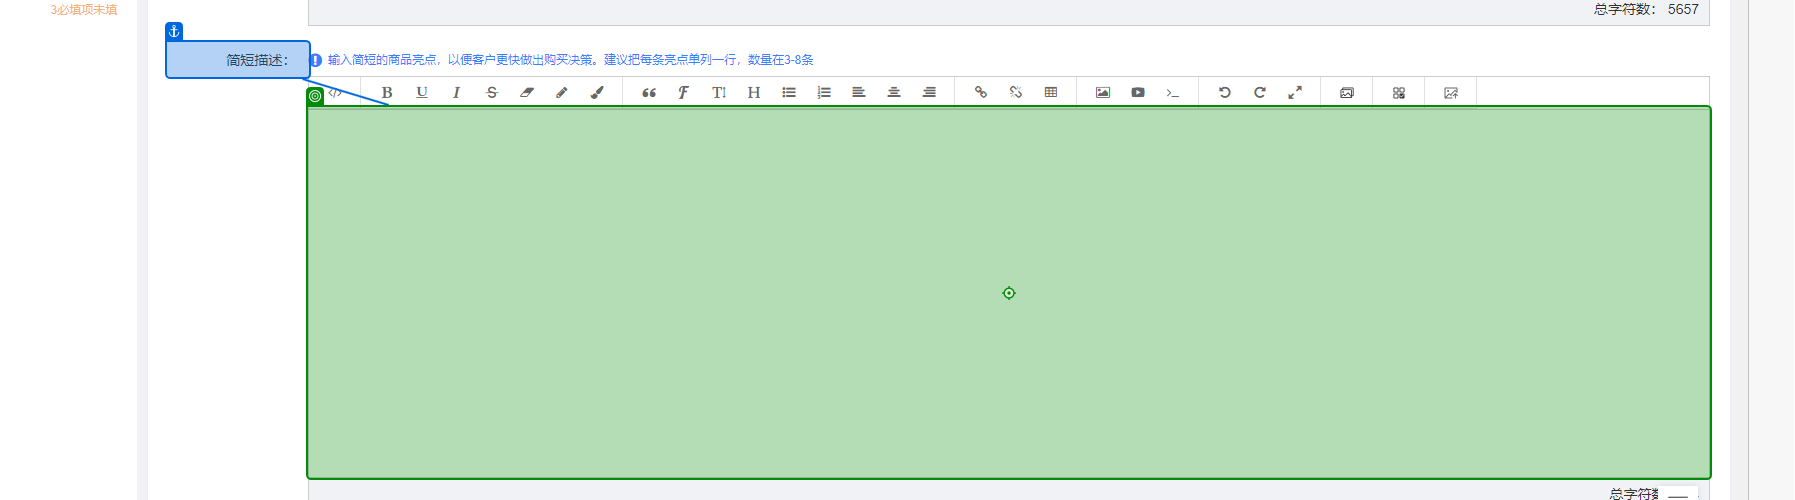 3必填项未填
总字符数： 5657
简短描述：
输入简短的商品亮点，以便客户更快做出购买决策。建议把每条亮点单列一行，数量在3-8条
总字符